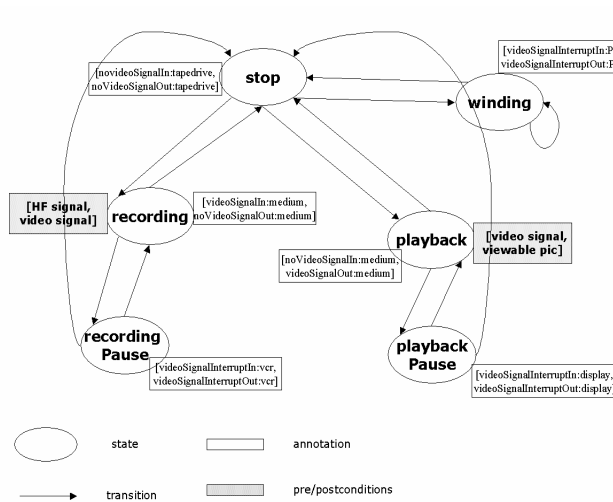 [videoSignalInterruptIn:P
videoSignalInterruptOut:P
[novideoSignalIn:tapedrive,
noVideoSignalOut:tapedrive]
stop
winding
[HF signal,
video signal]
recording
[videoSignalIn:medium,
noVideoSignalOut:medium]
playback
[video signal,
viewable pic]
[noVideoSignalIn:medium,
videoSignalOut:medium]
recording
Pause
[videoSignalInterruptIn:vcr,
videoSignalInterruptOut:vcr]
playback
Pause
[videoSignalInterruptIn:display,
videoSignalInterruptOut:display]
state
annotation
transition
pre/postconditions